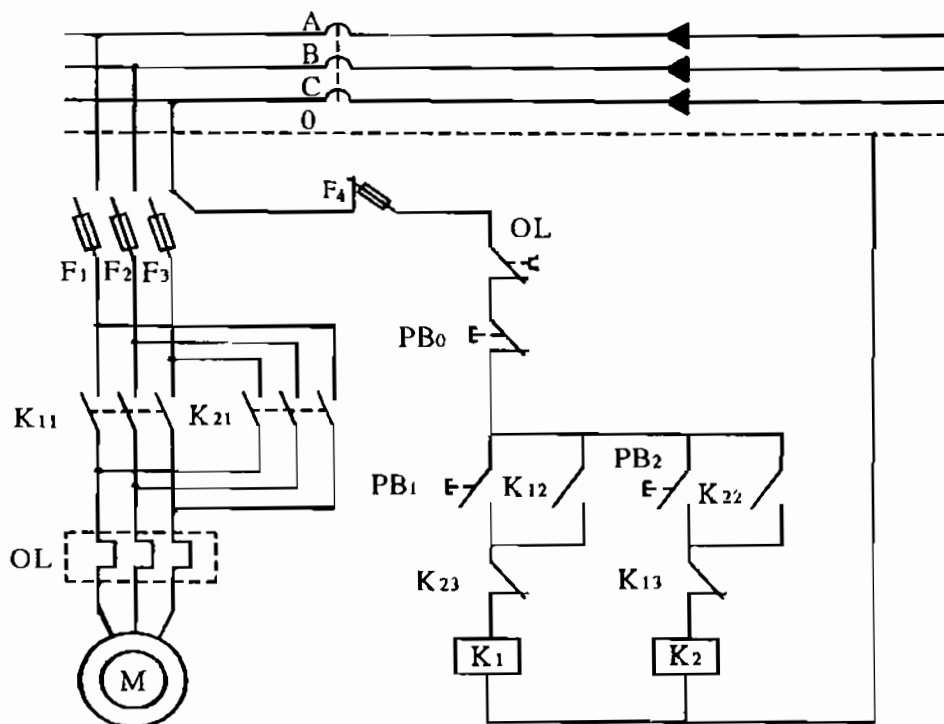 A
B
C
0
F4
OL
F1 F2 F3
PB0
K11 K21
PB1 K12 PB2 K22
OL
K23 K13
K1 K2
M